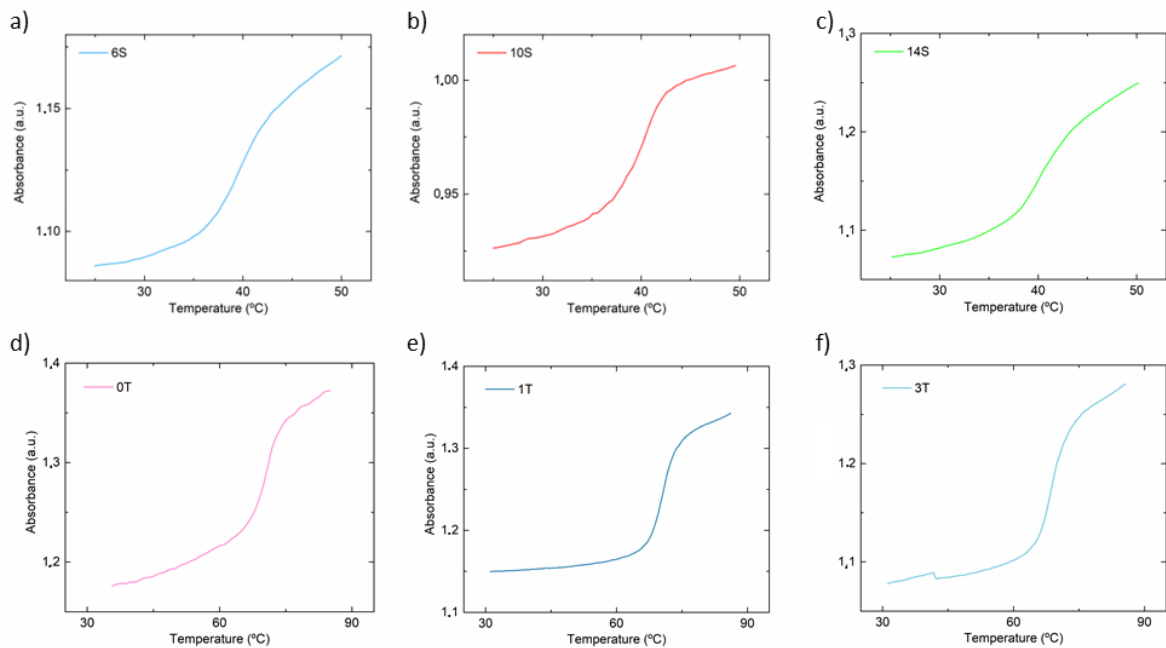 a)
6S
1,15
1,10
Absorbance (a.u.)
30 40 50
Temperature (ºC)
b)
10S
1,00
0,95
Absorbance (a.u.)
30 40 50
Temperature (ºC)
c)
14S
1,3
1,2
1,1
Absorbance (a.u.)
30 40 50
Temperature (ºC)
d)
0T
1,4
1,3
1,2
Absorbance (a.u.)
30 60 90
Temperature (ºC)
e)
1T
1,4
1,3
1,2
1,1
Absorbance (a.u.)
30 60 90
Temperature (ºC)
f)
3T
1,3
1,2
1,1
Absorbance (a.u.)
30 60 90
Temperature (ºC)